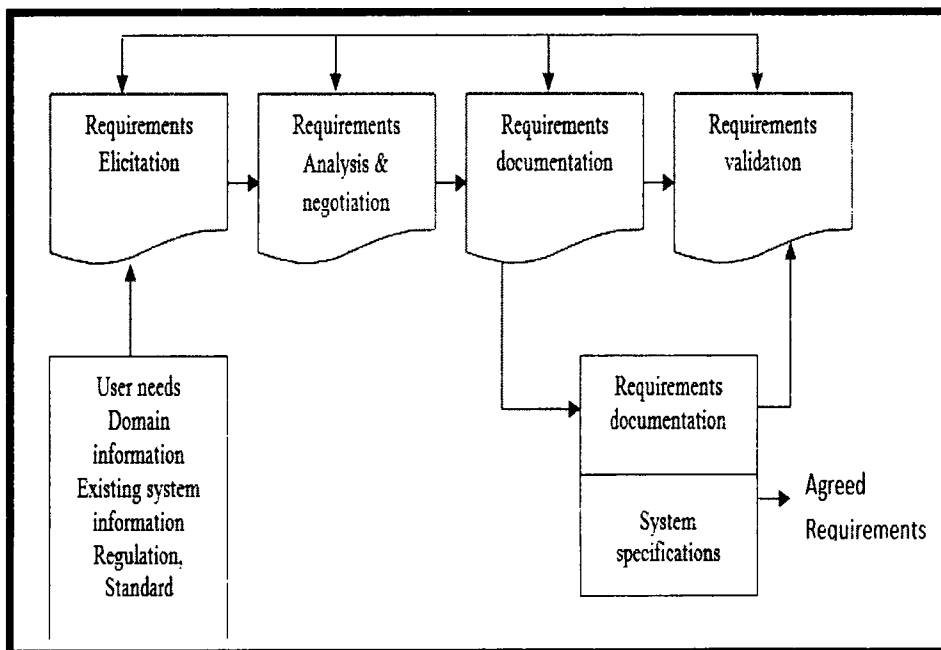 Requirements
Elicitation
Requirements
Analysis &
negotiation
Requirements
documentation
Requirements
validation
User needs
Domain
information
Existing system
information
Regulation,
Standard
Requirements
documentation
System
specifications
Agreed
Requirements